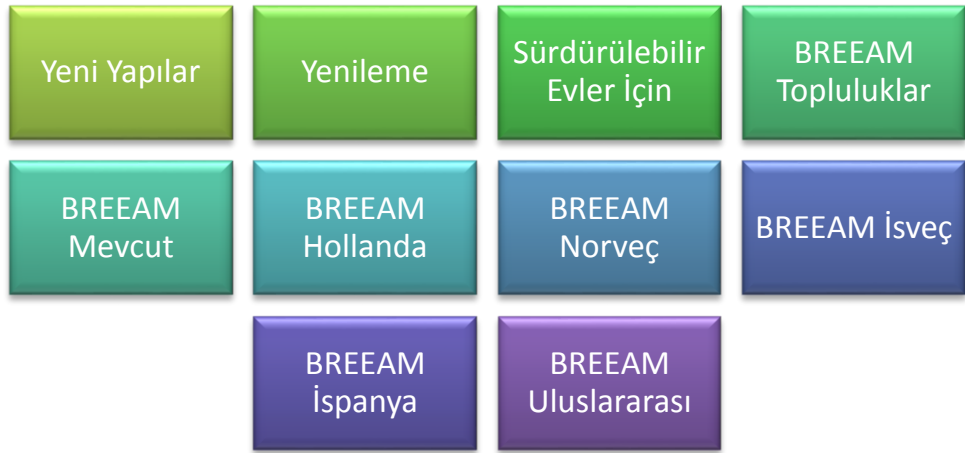 Yeni Yapılar
Yenileme
Sürdürülebilir
Evler İçin
BREEAM
Topluluklar
BREEAM
Mevcut
BREEAM
Hollanda
BREEAM
Norveç
BREEAM İsveç
BREEAM
İspanya
BREEAM
Uluslararası